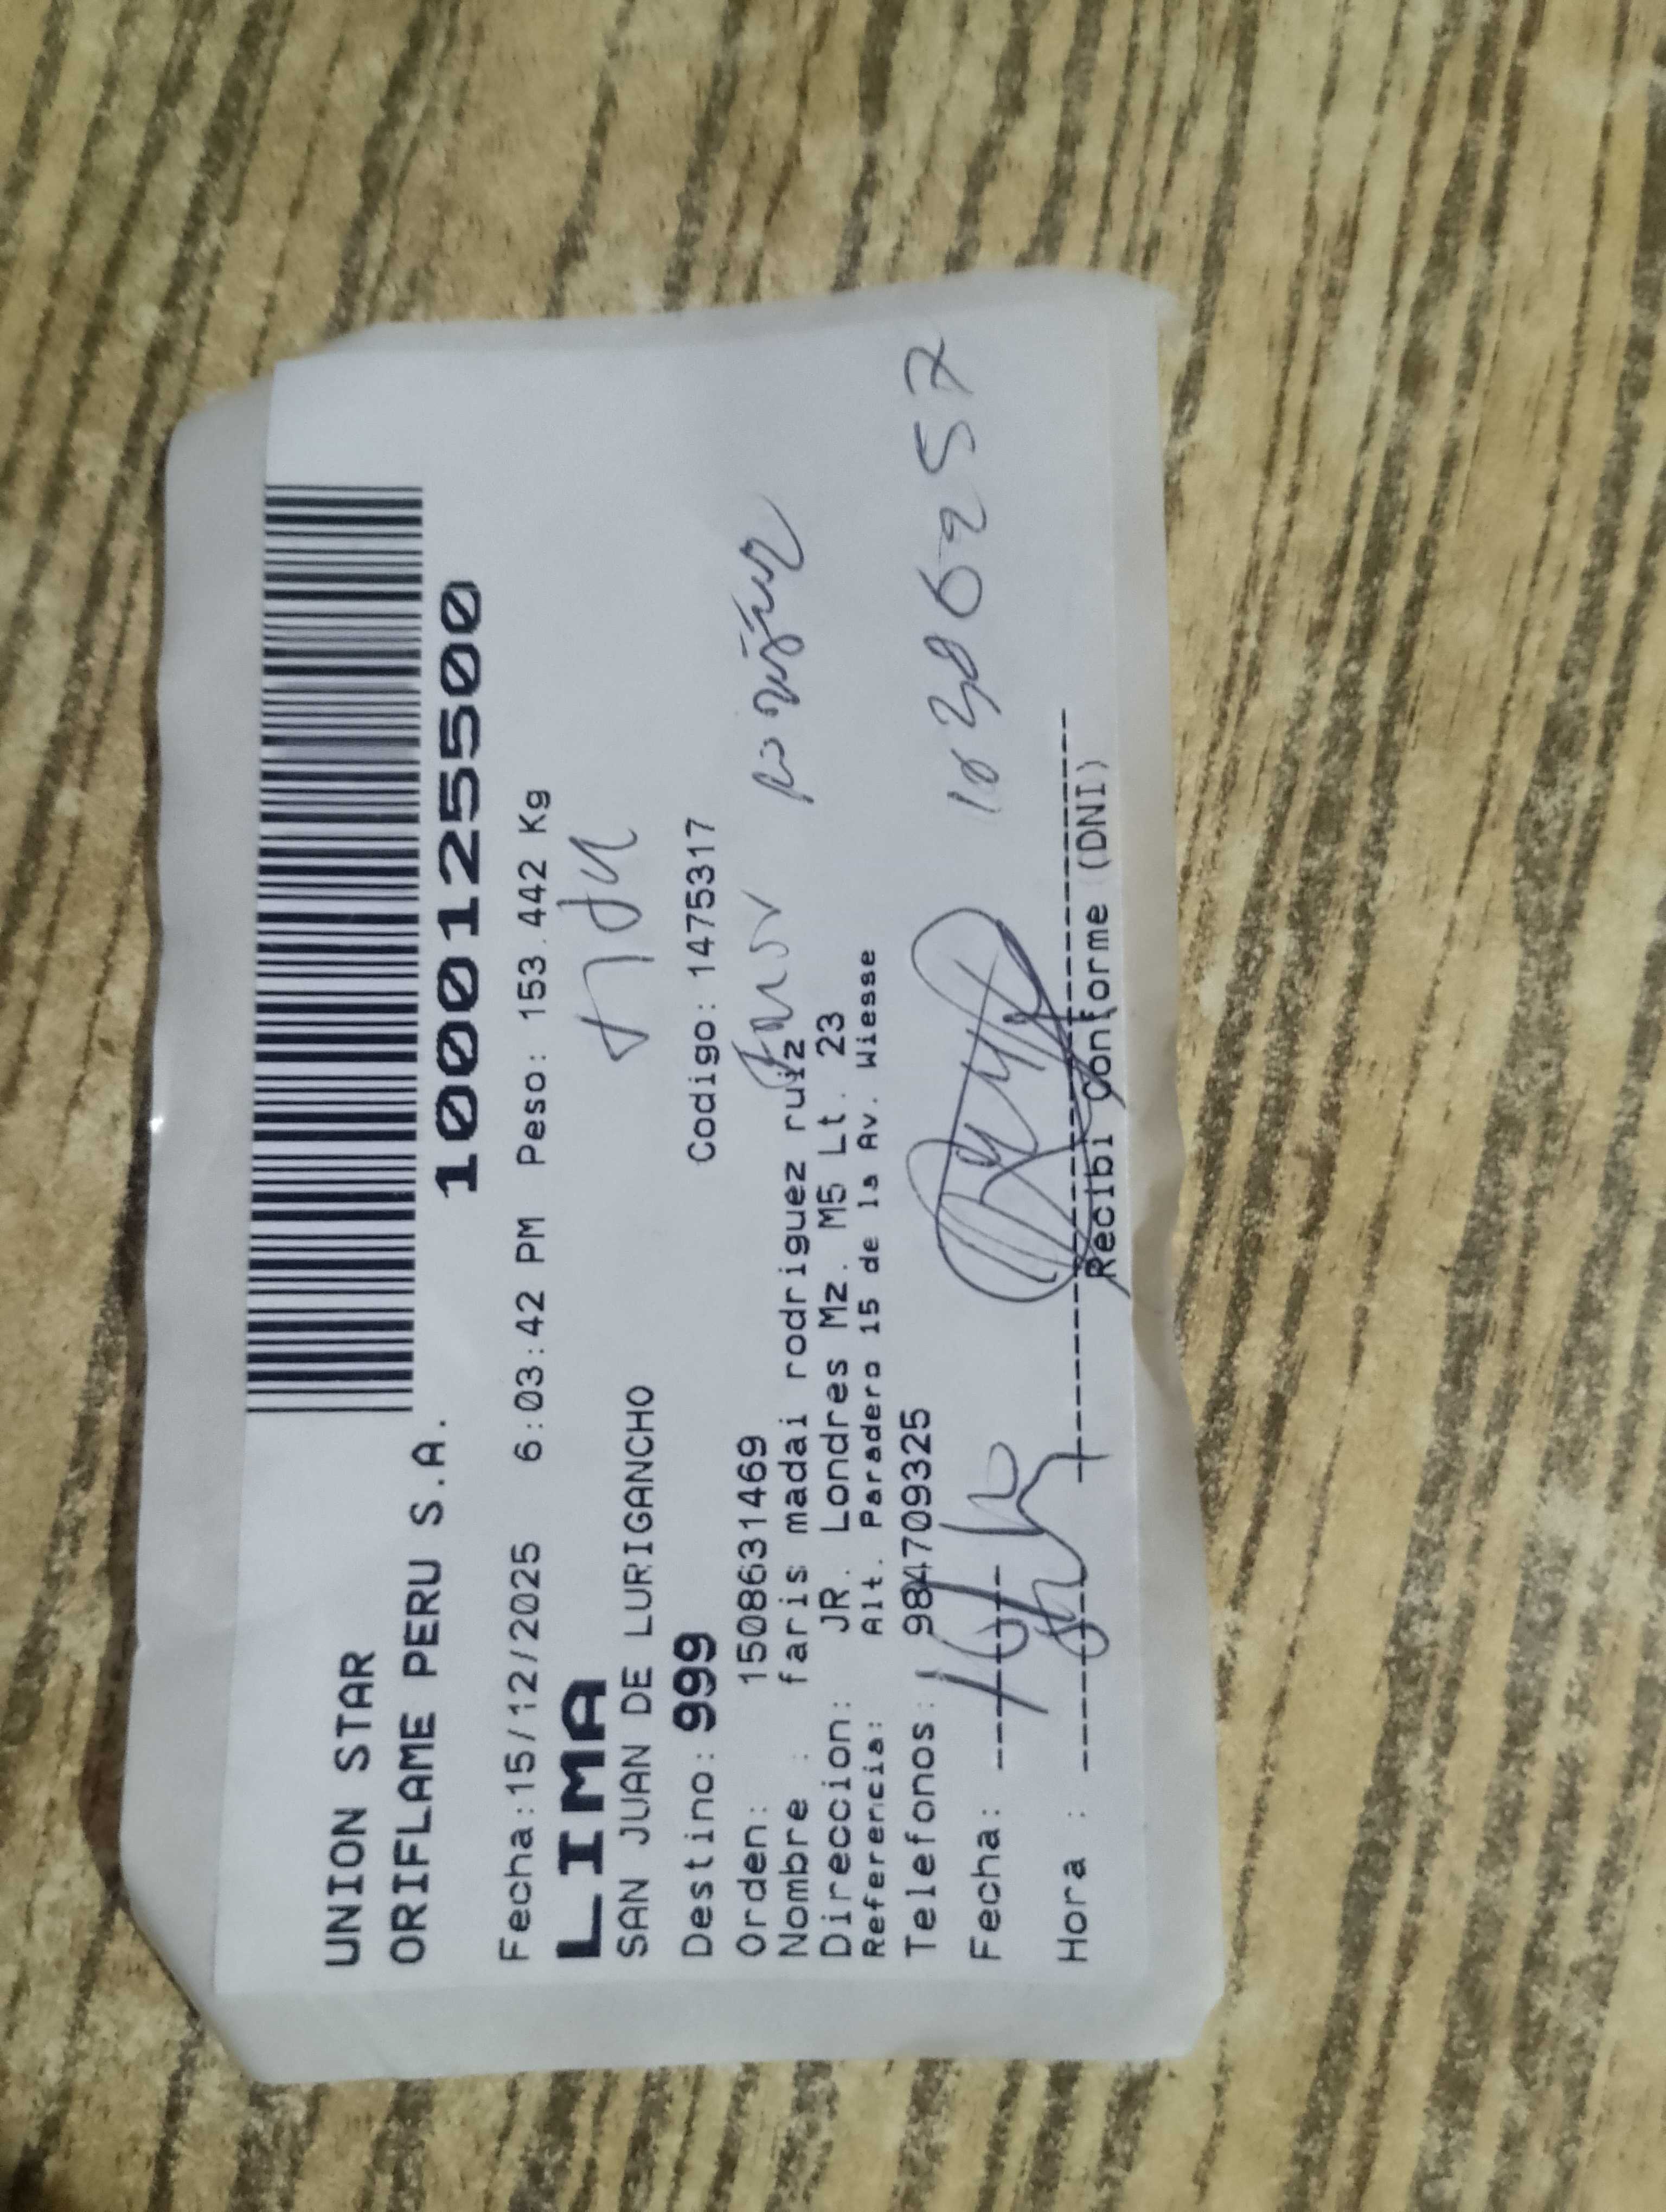 UNION STAR
ORIFLAME PERU S.A.
1000125500
Fecha:15/12/2025 6:03:42 PM Peso: 153.442 Kg
LIMA
SAN JUAN DE LURIGANCHO
Destino: 999 Codigo: 1475317
Orden: 1508631469
Nombre : faris madai rodriguez ruiz
Direccion: JR. Londres Mz. M5 Lt. 23
Referencia: Alt. Paradero 15 de la Av. Wiesse
Telefonos: 984709325
Fecha:
Hora :
Recibi Conforme (DNI)